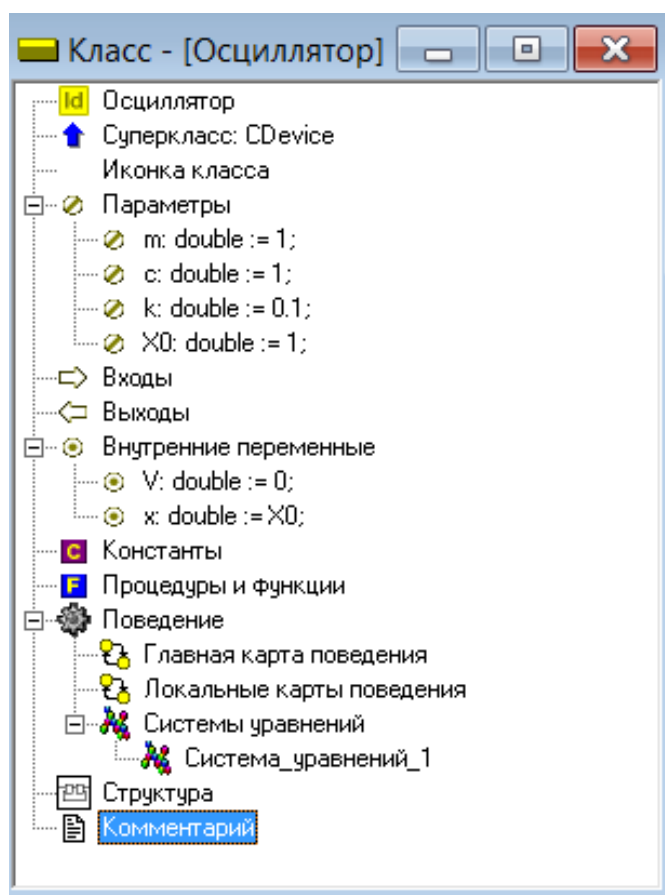 Класс - [Осциллятор]
Id Осциллятор
Суперкласс: CDevice
Иконка класса
Параметры
m: double := 1;
c: double := 1;
k: double := 0.1;
X0: double := 1;
Входы
Выходы
Внутренние переменные
V: double := 0;
x: double := X0;
C Константы
F Процедуры и функции
Поведение
Главная карта поведения
Локальные карты поведения
Системы уравнений
Система_уравнений_1
Структура
Комментарий